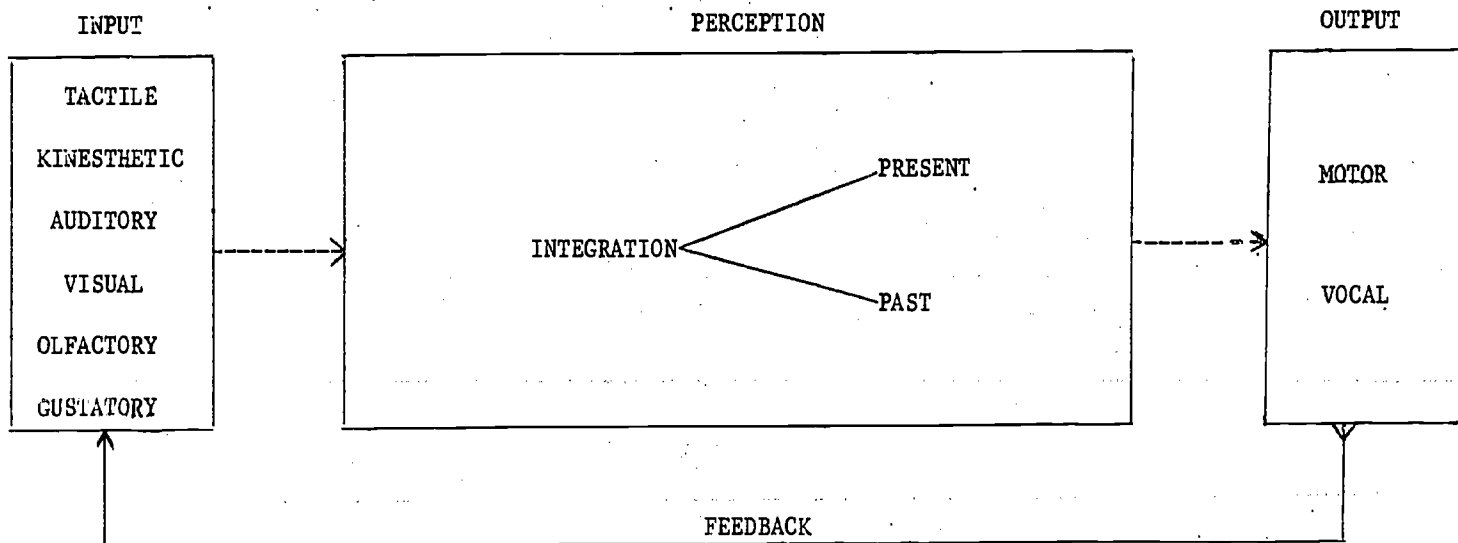 INPUT
TACTILE
KINESTHETIC
AUDITORY
VISUAL
OLFACTORY
GUSTATORY
PERCEPTION
INTEGRATION
PRESENT
PAST
OUTPUT
MOTOR
VOCAL
FEEDBACK